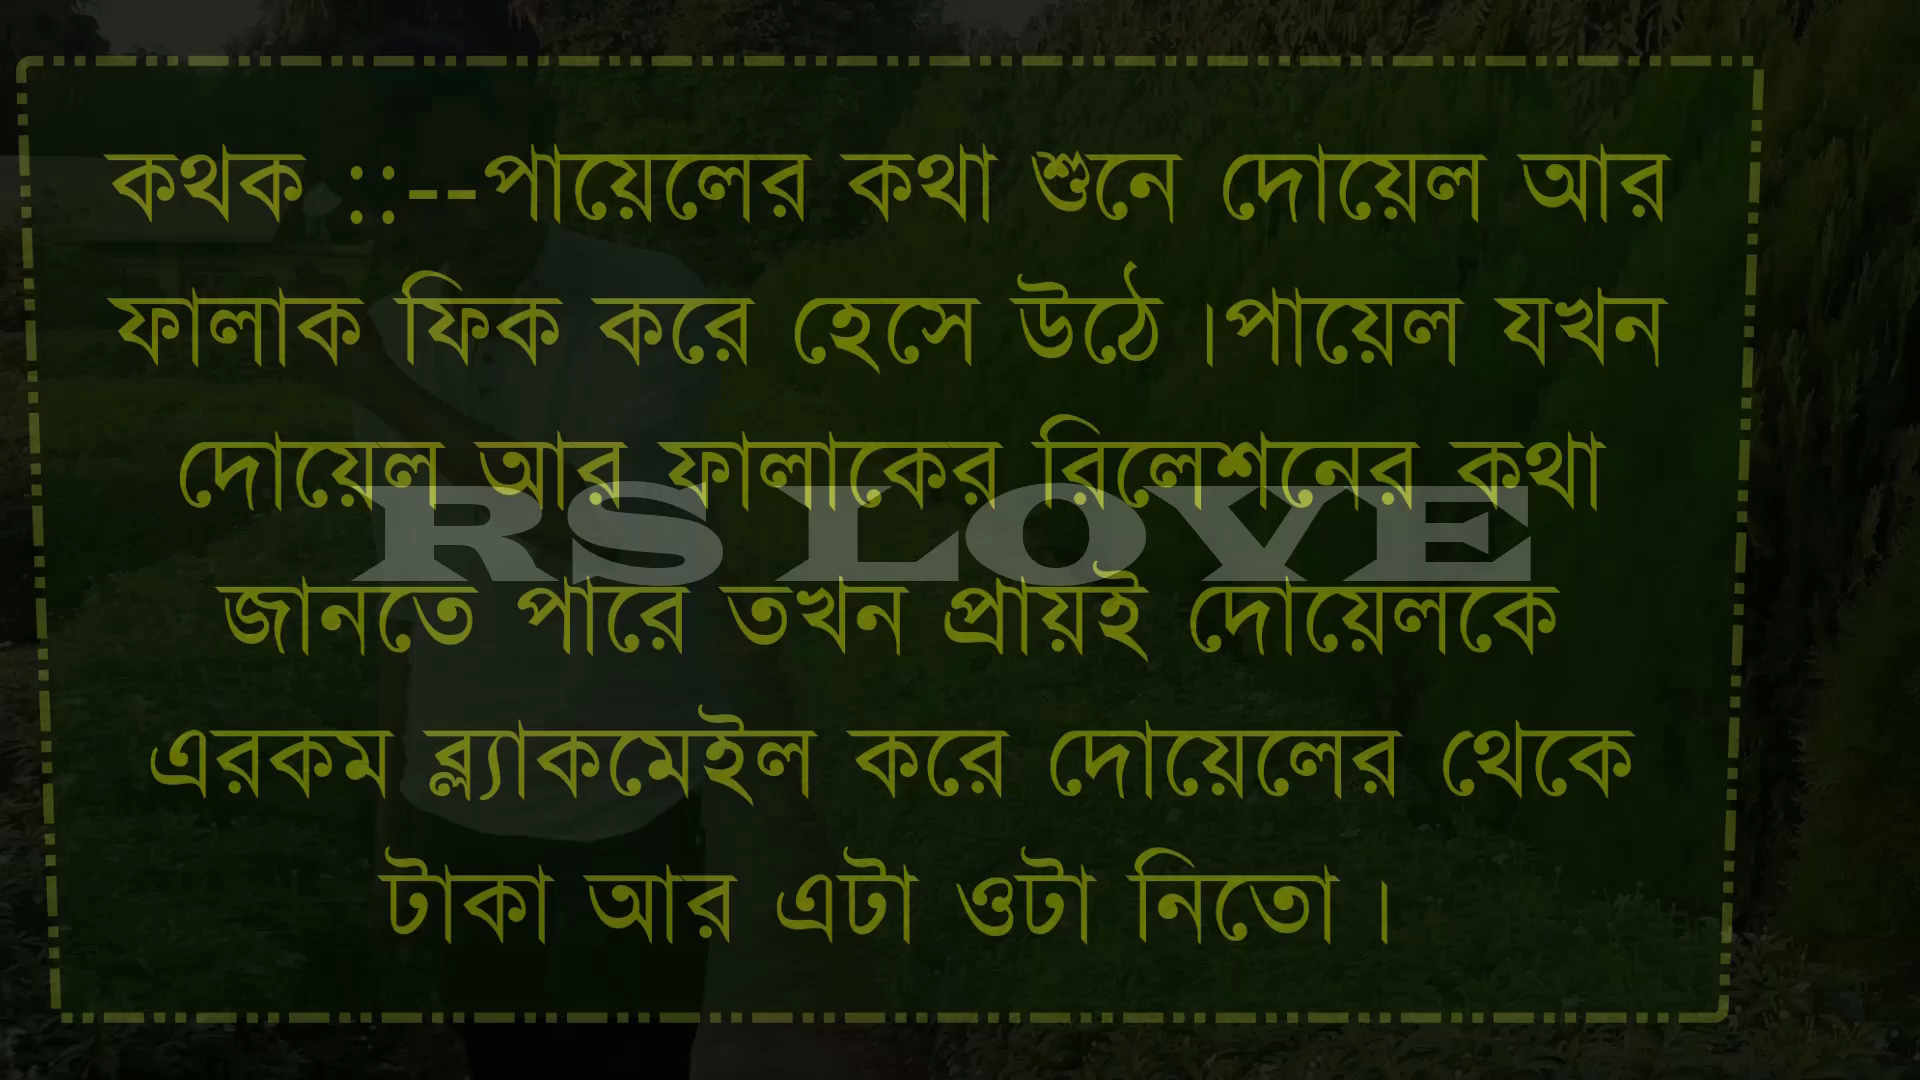 কথক ::--পায়েলের কথা শুনে দোয়েল আর
ফালাক ফিক করে হেসে উঠে।পায়েল যখন
দোয়েল আর ফালাকের রিলেশনের কথা
RS LOVE
জানতে পারে তখন প্রায়ই দোয়েলকে
এরকম ব্ল্যাকমেইল করে দোয়েলের থেকে
টাকা আর এটা ওটা নিতো।